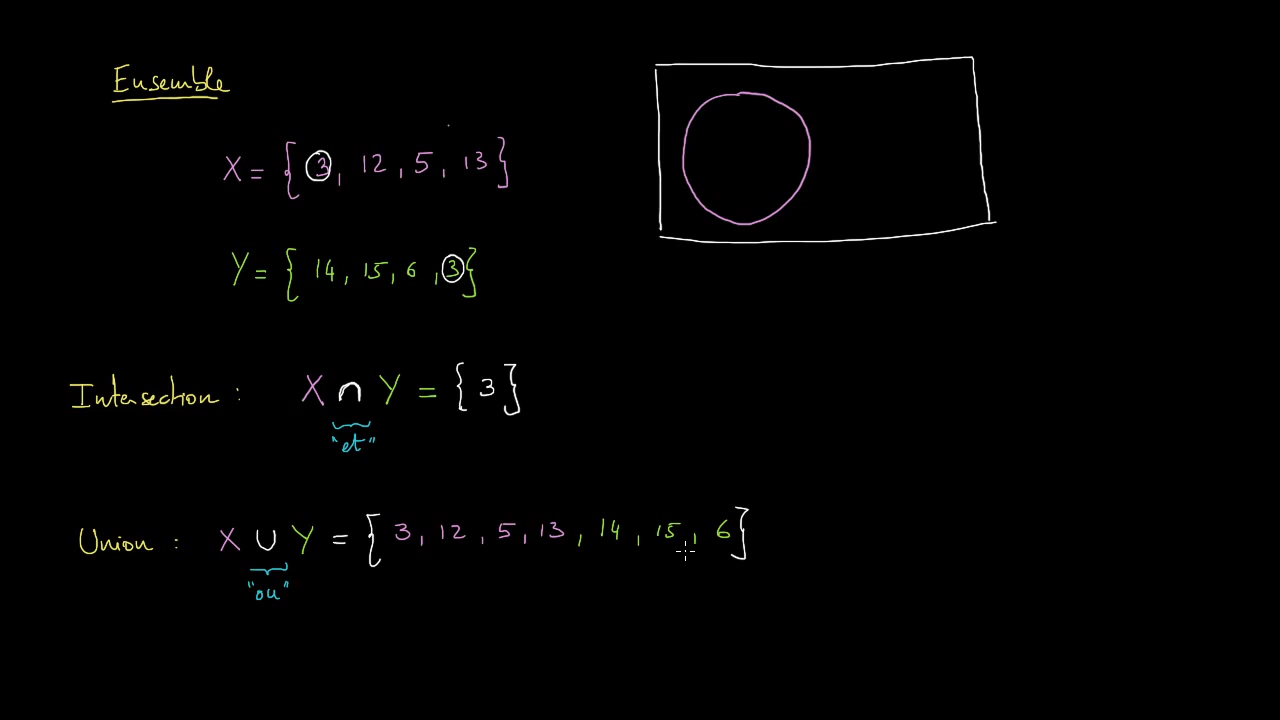 Ensemble
X = { 3, 12, 5, 13 }
Y = { 14, 15, 6, 3 }
Intersection : X ∩ Y = { 3 }
"et"
Union : X ∪ Y = { 3, 12, 5, 13, 14, 15, 6 }
"ou"